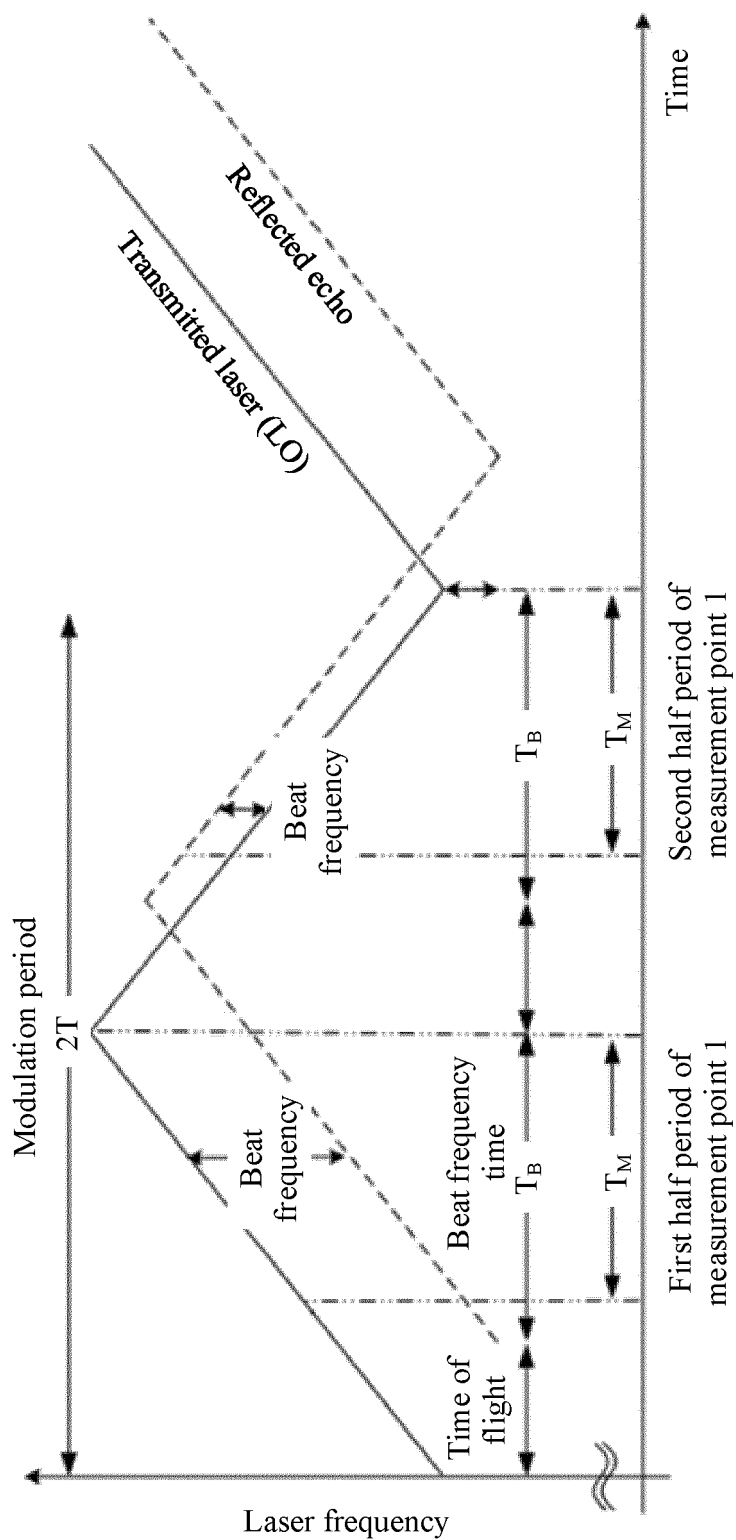 Modulation period
2T
Laser frequency
Transmitted laser (LO)
Reflected echo
Beat
frequency
Beat
frequency
Time of
flight
Beat frequency
time
T_B
T_B
T_M
T_M
First half period of
measurement point 1
Second half period of
measurement point 1
Time